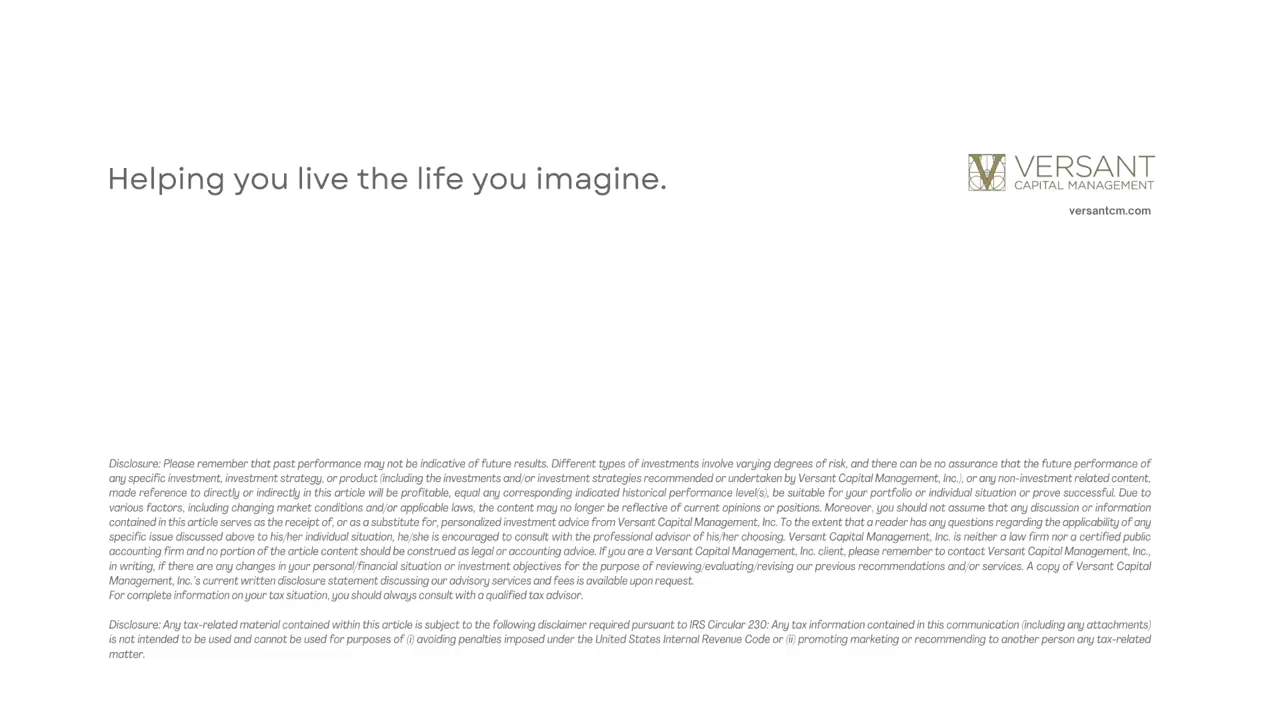 Helping you live the life you imagine.
VERSANT
CAPITAL MANAGEMENT
versantcm.com
Disclosure: Please remember that past performance may not be indicative of future results. Different types of investments involve varying degrees of risk, and there can be no assurance that the future performance of
any specific investment, investment strategy, or product (including the investments and/or investment strategies recommended or undertaken by Versant Capital Management, Inc.), or any non-investment related content,
made reference to directly or indirectly in this article will be profitable, equal any corresponding indicated historical performance level(s), be suitable for your portfolio or individual situation or prove successful. Due to
various factors, including changing market conditions and/or applicable laws, the content may no longer be reflective of current opinions or positions. Moreover, you should not assume that any discussion or information
contained in this article serves as the receipt of, or as a substitute for, personalized investment advice from Versant Capital Management, Inc. To the extent that a reader has any questions regarding the applicability of any
specific issue discussed above to his/her individual situation, he/she is encouraged to consult with the professional advisor of his/her choosing. Versant Capital Management, Inc. is neither a law firm nor a certified public
accounting firm and no portion of the article content should be construed as legal or accounting advice. If you are a Versant Capital Management, Inc. client, please remember to contact Versant Capital Management, Inc.,
in writing, if there are any changes in your personal/financial situation or investment objectives for the purpose of reviewing/evaluating/revising our previous recommendations and/or services. A copy of Versant Capital
Management, Inc.'s current written disclosure statement discussing our advisory services and fees is available upon request.
For complete information on your tax situation, you should always consult with a qualified tax advisor.
Disclosure: Any tax-related material contained within this article is subject to the following disclaimer required pursuant to IRS Circular 230: Any tax information contained in this communication (including any attachments)
is not intended to be used and cannot be used for purposes of (i) avoiding penalties imposed under the United States Internal Revenue Code or (ii) promoting marketing or recommending to another person any tax-related
matter.